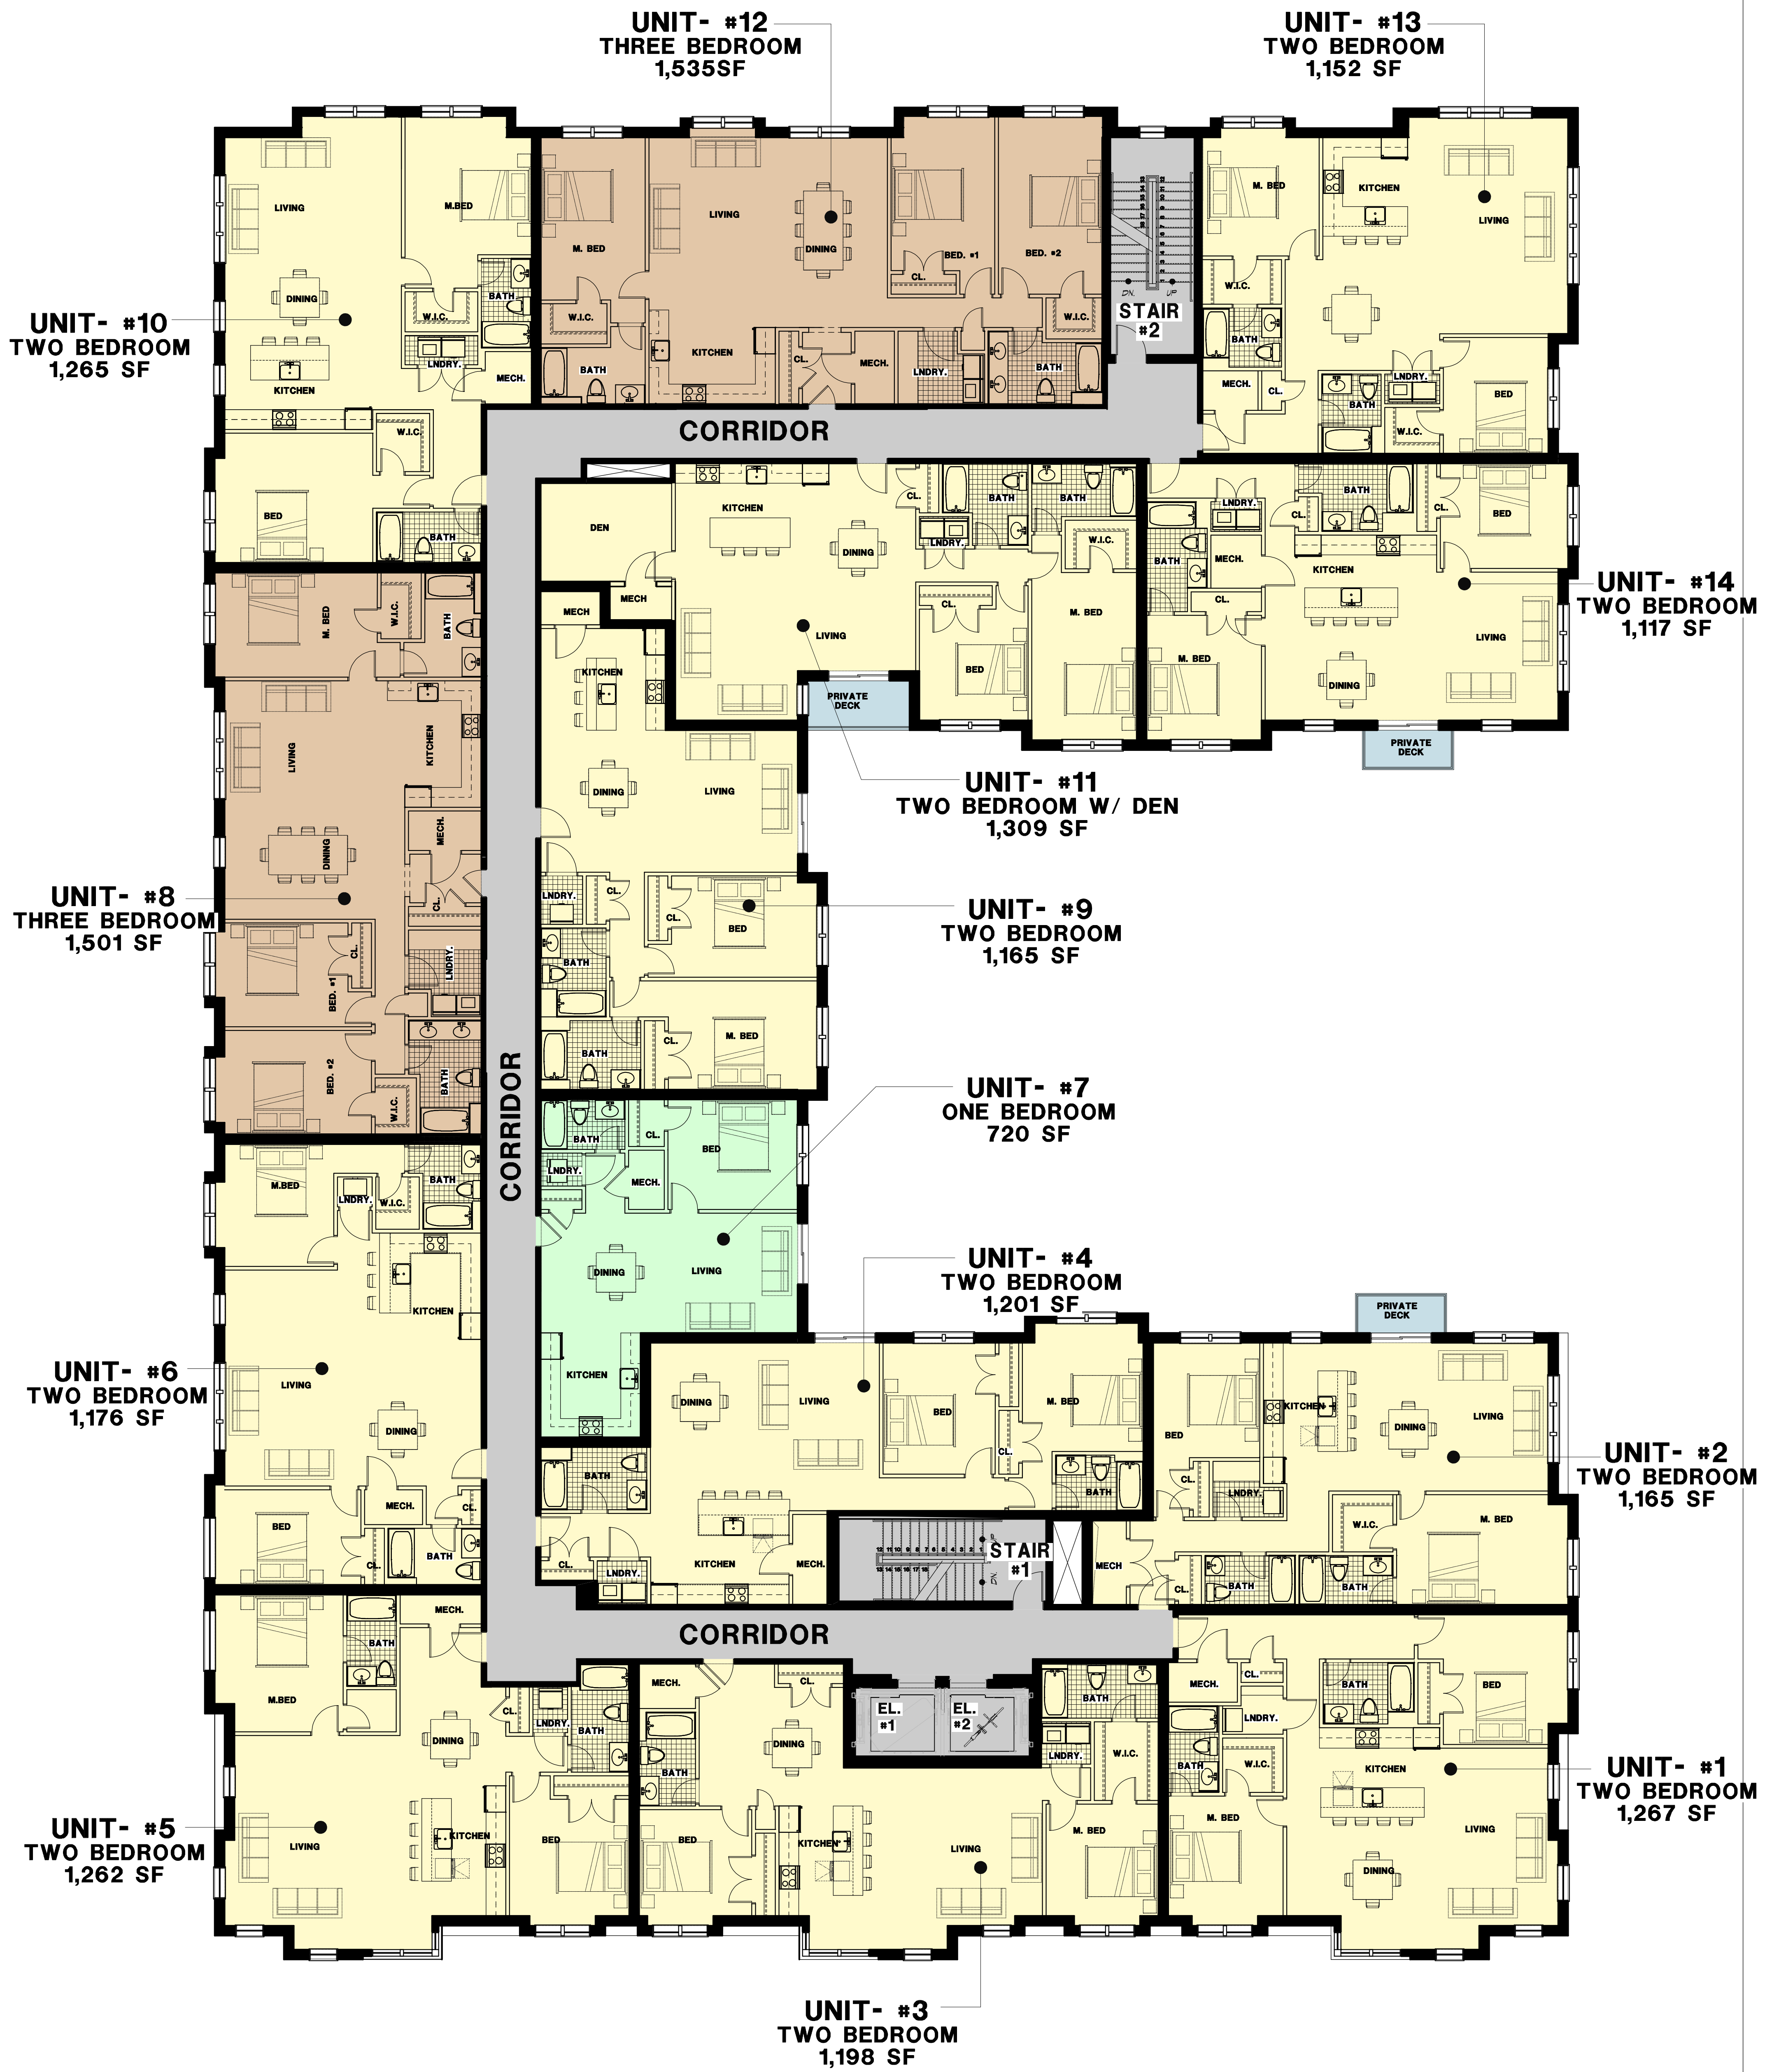 UNIT- #12
THREE BEDROOM
1,535SF
UNIT- #13
TWO BEDROOM
1,152 SF
UNIT- #10
TWO BEDROOM
1,265 SF
LIVING
M.BED
DINING
BATH
W.I.C.
KITCHEN
LNDRY.
MECH.
W.I.C.
BED
BATH
M. BED
LIVING
DINING
BED. #1
BED. #2
CL.
W.I.C.
W.I.C.
KITCHEN
BATH
CL.
MECH.
LNDRY.
BATH
DN.
UP
STAIR
#2
M. BED
KITCHEN
LIVING
W.I.C.
BATH
MECH.
CL.
LNDRY.
BATH
W.I.C.
BED
CORRIDOR
DEN
KITCHEN
DINING
CL.
BATH
BATH
LNDRY.
W.I.C.
MECH
LIVING
CL.
BED
M. BED
PRIVATE
DECK
LNDRY.
BATH
CL.
CL.
BED
BATH
MECH.
KITCHEN
CL.
M. BED
DINING
LIVING
PRIVATE
DECK
UNIT- #14
TWO BEDROOM
1,117 SF
UNIT- #11
TWO BEDROOM W/ DEN
1,309 SF
UNIT- #8
THREE BEDROOM
1,501 SF
M. BED
W.I.C.
BATH
LIVING
KITCHEN
DINING
MECH.
CL.
CL.
LNDRY.
BED. #1
BED. #2
BATH
W.I.C.
MECH
KITCHEN
DINING
LIVING
LNDRY.
CL.
CL.
BED
BATH
BATH
CL.
M. BED
UNIT- #9
TWO BEDROOM
1,165 SF
CORRIDOR
UNIT- #7
ONE BEDROOM
720 SF
BATH
CL.
BED
LNDRY.
MECH.
DINING
LIVING
KITCHEN
UNIT- #4
TWO BEDROOM
1,201 SF
UNIT- #6
TWO BEDROOM
1,176 SF
M.BED
LNDRY.
W.I.C.
BATH
KITCHEN
LIVING
DINING
MECH.
CL.
BED
CL.
BATH
DINING
LIVING
BED
M. BED
CL.
BATH
BATH
CL.
LNDRY.
KITCHEN
MECH.
UP
DN.
STAIR
#1
PRIVATE
DECK
KITCHEN
DINING
LIVING
BED
CL.
LNDRY.
W.I.C.
M. BED
MECH
CL.
BATH
BATH
UNIT- #2
TWO BEDROOM
1,165 SF
CORRIDOR
EL.
#1
EL.
#2
UNIT- #5
TWO BEDROOM
1,262 SF
MECH.
BATH
M.BED
CL.
LNDRY.
BATH
DINING
KITCHEN
BED
LIVING
MECH.
CL.
DINING
BATH
BED
KITCHEN
LIVING
BATH
LNDRY.
W.I.C.
M. BED
MECH.
CL.
BATH
BED
LNDRY.
BATH
W.I.C.
KITCHEN
M. BED
LIVING
DINING
UNIT- #1
TWO BEDROOM
1,267 SF
UNIT- #3
TWO BEDROOM
1,198 SF